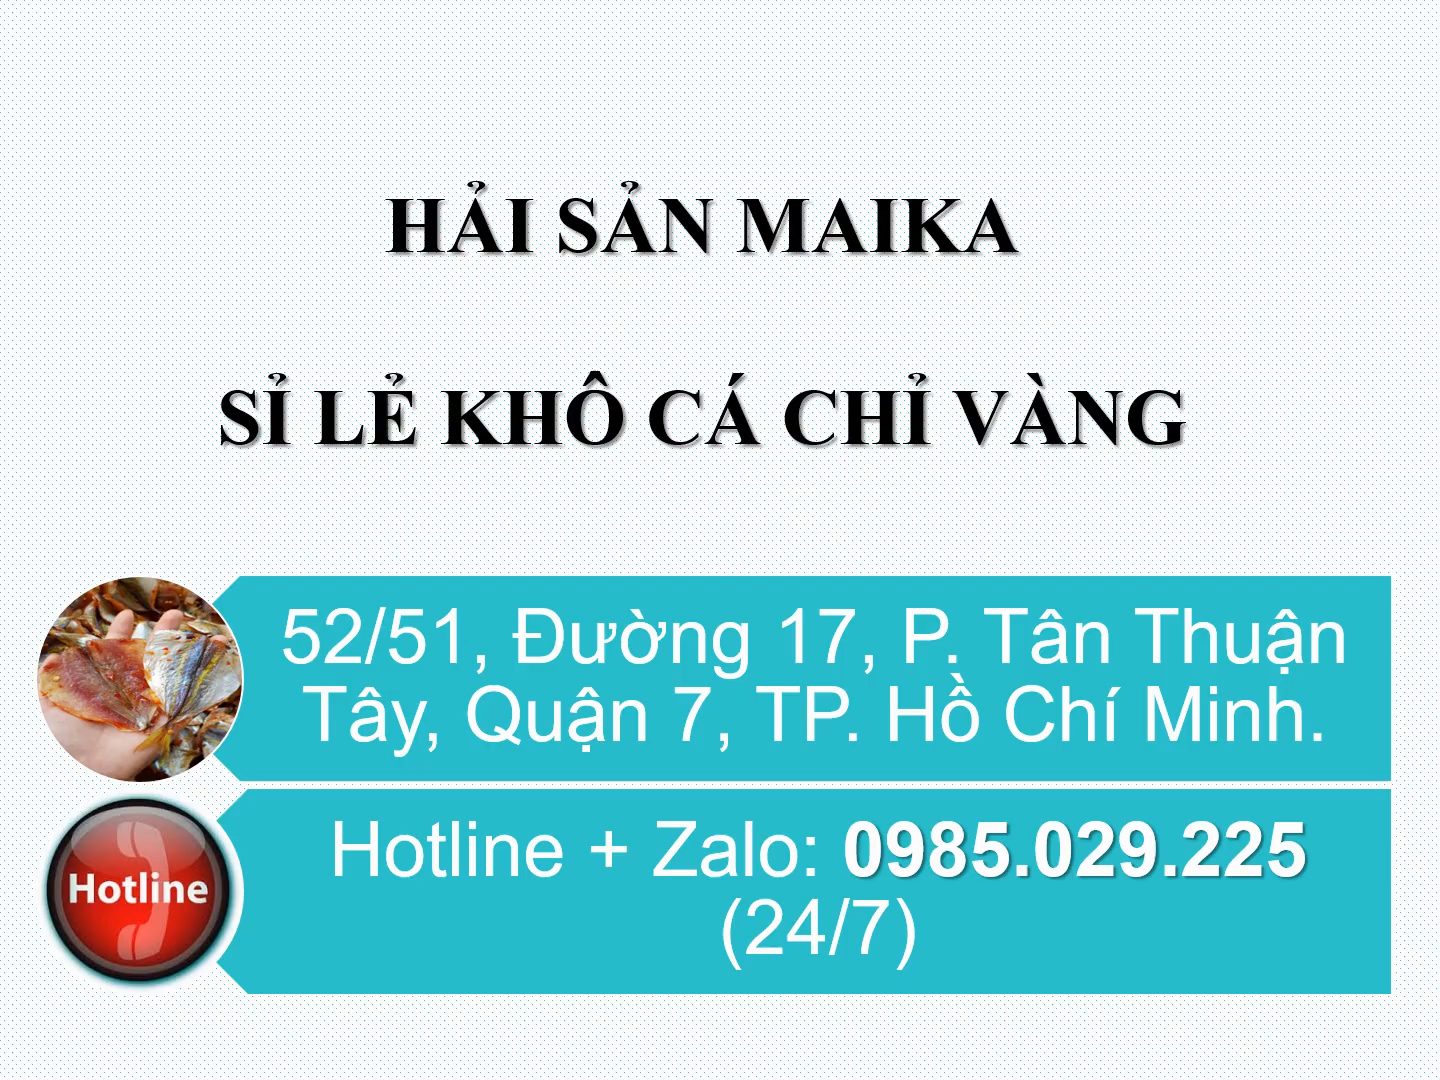 HẢI SẢN MAIKA
SỈ LẺ KHÔ CÁ CHỈ VÀNG
52/51, Đường 17, P. Tân Thuận
Tây, Quận 7, TP. Hồ Chí Minh.
Hotline
Hotline + Zalo: 0985.029.225
(24/7)